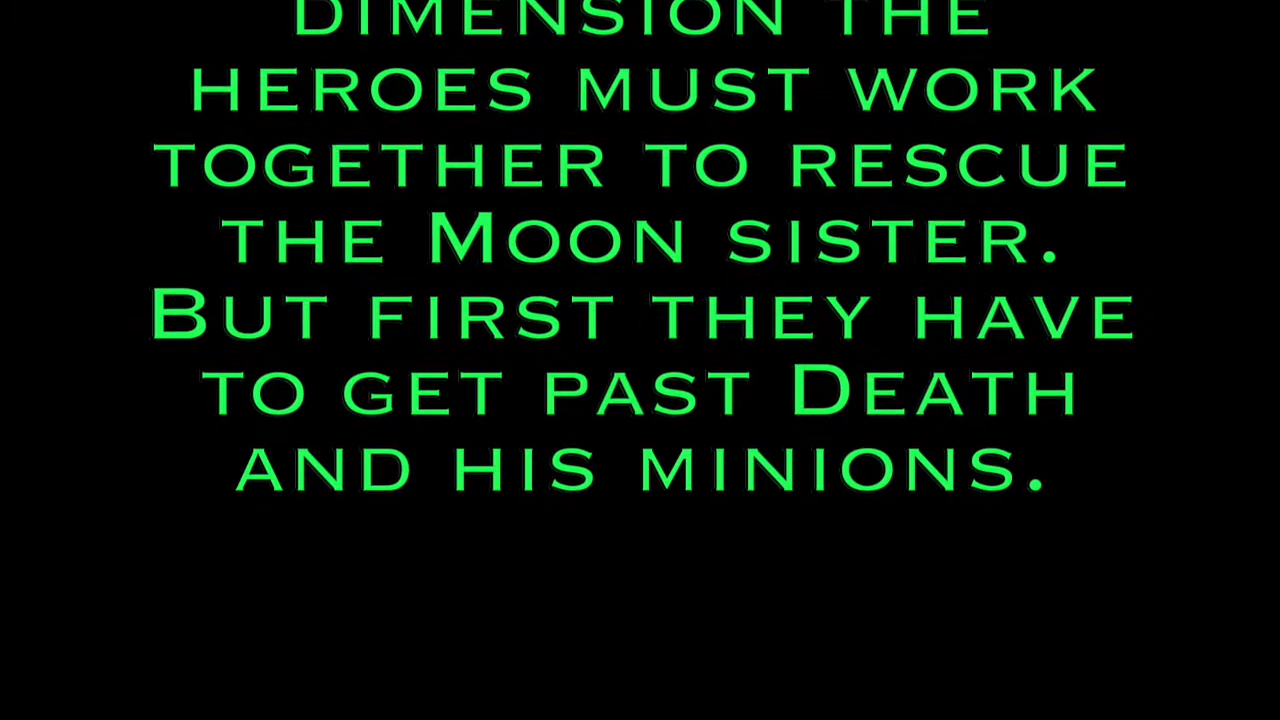 DIMENSION THE
HEROES MUST WORK
TOGETHER TO RESCUE
THE MOON SISTER.
BUT FIRST THEY HAVE
TO GET PAST DEATH
AND HIS MINIONS.